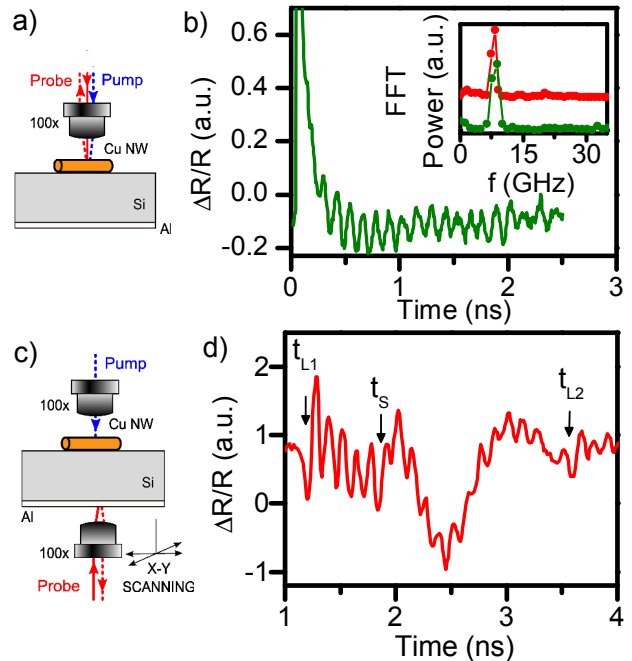 a)
Probe
Pump
100x
Cu NW
Si
Al
b)
ΔR/R (a.u.)
0.6
0.4
0.2
0.0
-0.2
0
1
2
3
Time (ns)
FFT
Power (a.u.)
0
15
30
f (GHz)
c)
Pump
100x
Cu NW
Si
Al
100x
X-Y
SCANNING
Probe
d)
ΔR/R (a.u.)
2
1
0
-1
t_L1
t_S
t_L2
1
2
3
4
Time (ns)